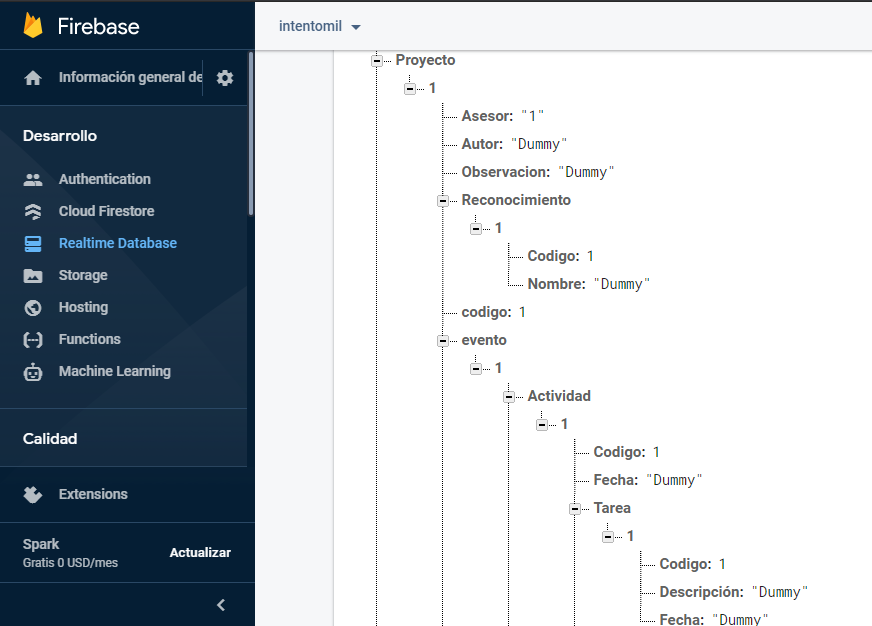 Firebase
Información general de
Desarrollo
Authentication
Cloud Firestore
Realtime Database
Storage
Hosting
Functions
Machine Learning
Calidad
Extensions
Spark
Gratis 0 USD/mes
Actualizar
intentomil
Proyecto
1
Asesor: "1"
Autor: "Dummy"
Observacion: "Dummy"
Reconocimiento
1
Codigo: 1
Nombre: "Dummy"
codigo: 1
evento
1
Actividad
1
Codigo: 1
Fecha: "Dummy"
Tarea
1
Codigo: 1
Descripción: "Dummy"
Fecha: "Dummy"